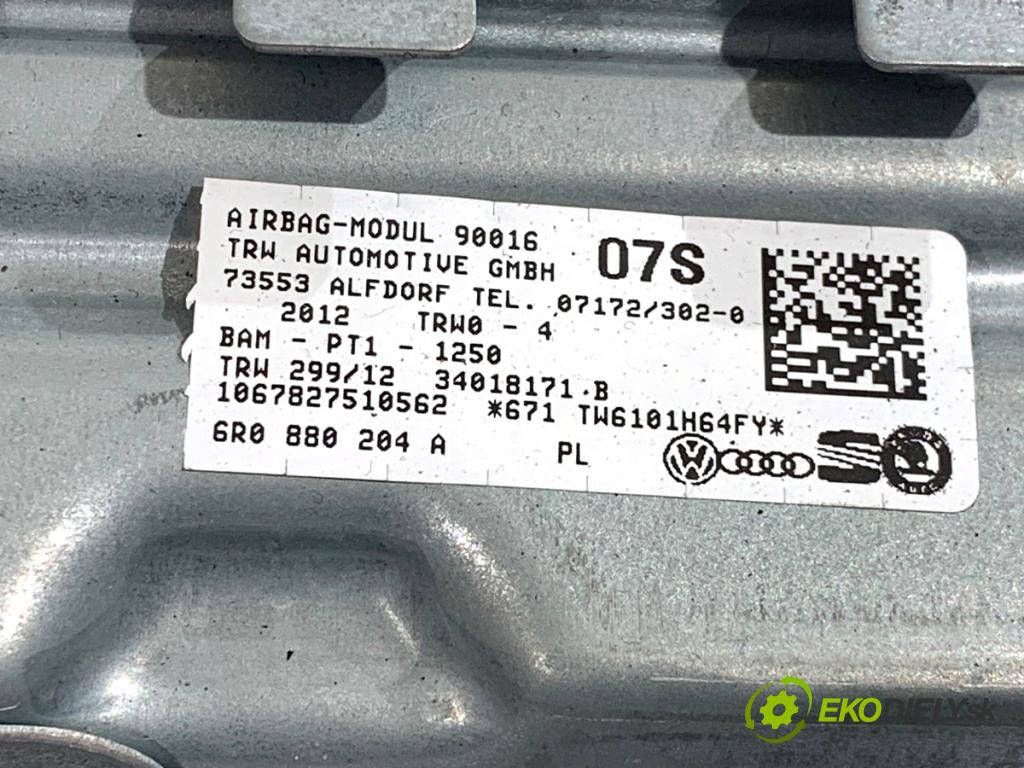 AIRBAG-MODUL 90016
07S
TRW AUTOMOTIVE GMBH
73553 ALFDORF TEL. 07172/302-0
2012 TRW0 - 4
BAM - PT1 - 1250
TRW 299/12 34018171.B
1067827510562 *671 TW6101H64FY*
6R0 880 204 A PL
EKODIELY.sk